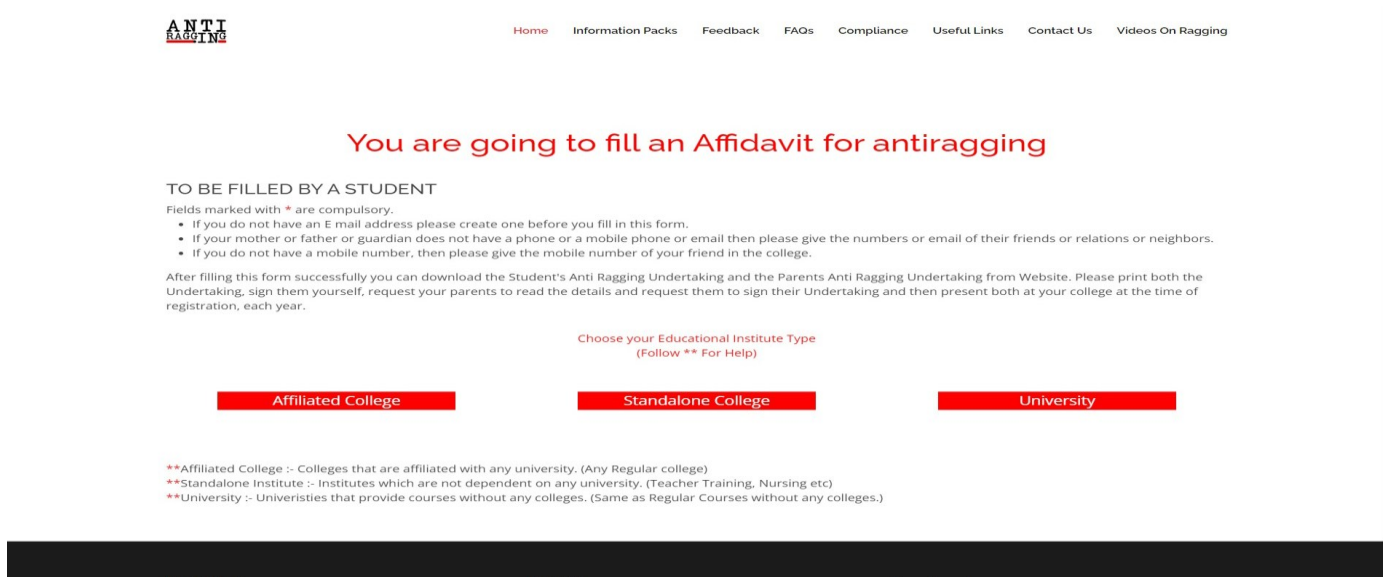 ANTI
RAGGING
Home Information Packs Feedback FAQs Compliance Useful Links Contact Us Videos On Ragging
You are going to fill an Affidavit for antiragging
TO BE FILLED BY A STUDENT
Fields marked with * are compulsory.
• If you do not have an E mail address please create one before you fill in this form.
• If your mother or father or guardian does not have a phone or a mobile phone or email then please give the numbers or email of their friends or relations or neighbors.
• If you do not have a mobile number, then please give the mobile number of your friend in the college.
After filling this form successfully you can download the Student's Anti Ragging Undertaking and the Parents Anti Ragging Undertaking from Website. Please print both the
Undertaking, sign them yourself, request your parents to read the details and request them to sign their Undertaking and then present both at your college at the time of
registration, each year.
Choose your Educational Institute Type
(Follow ** For Help)
Affiliated College Standalone College University
**Affiliated College :- Colleges that are affiliated with any university. (Any Regular college)
**Standalone Institute :- Institutes which are not dependent on any university. (Teacher Training, Nursing etc)
**University :- Univeristies that provide courses without any colleges. (Same as Regular Courses without any colleges.)